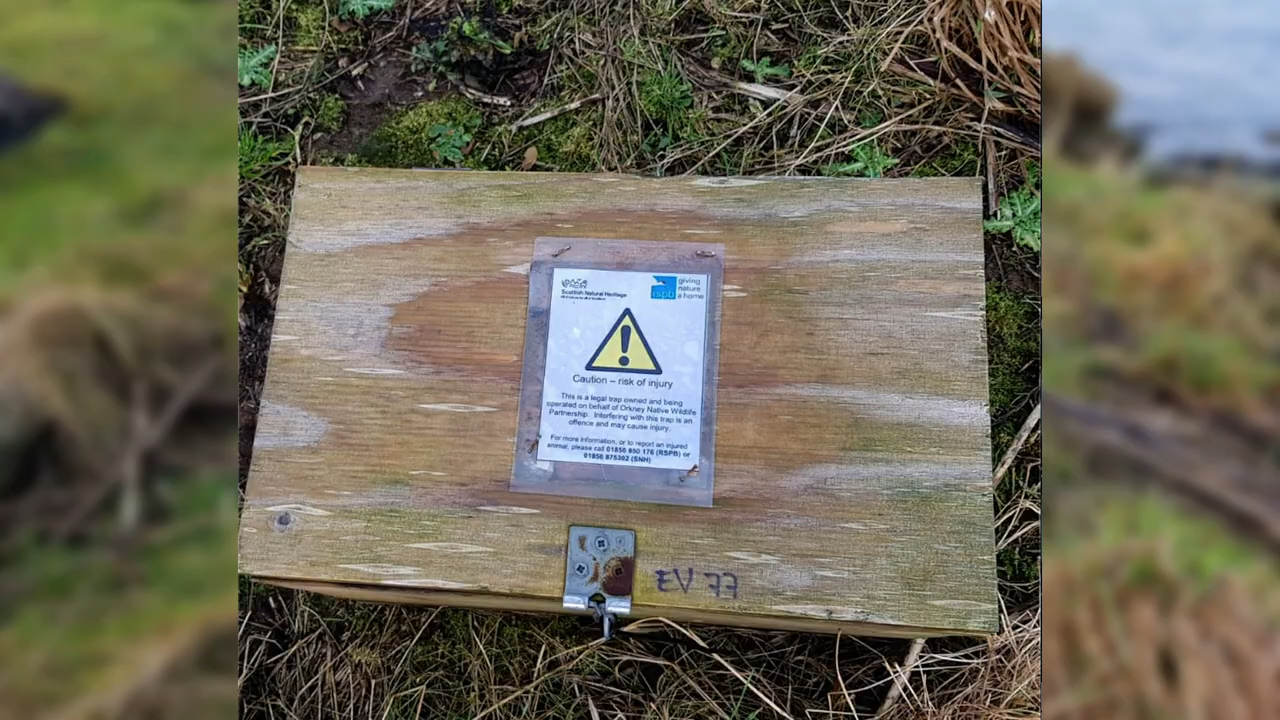 Scottish Natural Heritage
rspb
giving
nature
a home
Caution – risk of injury
This is a legal trap owned and being
operated on behalf of Orkney Native Wildlife
Partnership. Interfering with this trap is an
offence and may cause injury.
For more information, or to report an injured
animal, please call 01856 850 176 (RSPB) or
01856 875302 (SNH)
EV 77